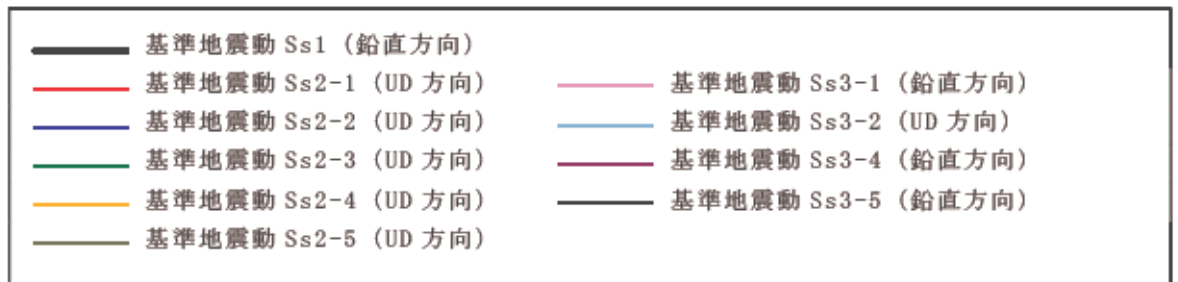 基準地震動 Ss1 (鉛直方向)
基準地震動 Ss2-1 (UD 方向)
基準地震動 Ss2-2 (UD 方向)
基準地震動 Ss2-3 (UD 方向)
基準地震動 Ss2-4 (UD 方向)
基準地震動 Ss2-5 (UD 方向)
基準地震動 Ss3-1 (鉛直方向)
基準地震動 Ss3-2 (UD 方向)
基準地震動 Ss3-4 (鉛直方向)
基準地震動 Ss3-5 (鉛直方向)